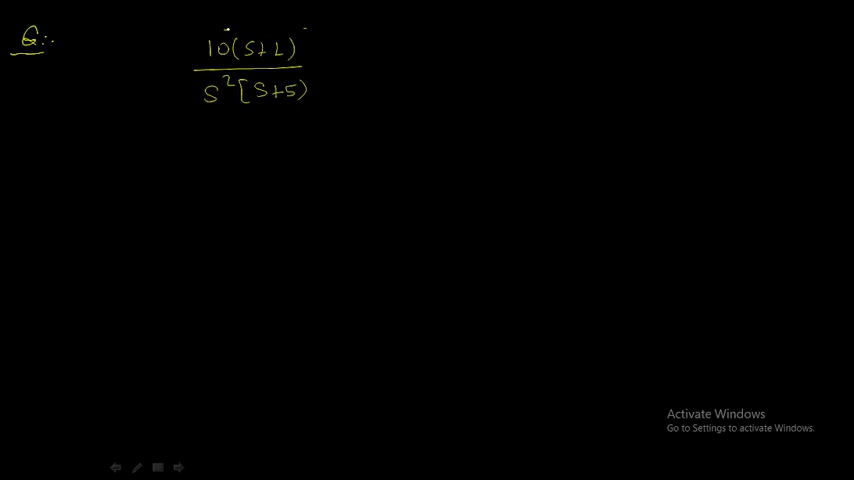 Q:.
10(S+L)
S²[S+5)
Activate Windows
Go to Settings to activate Windows.